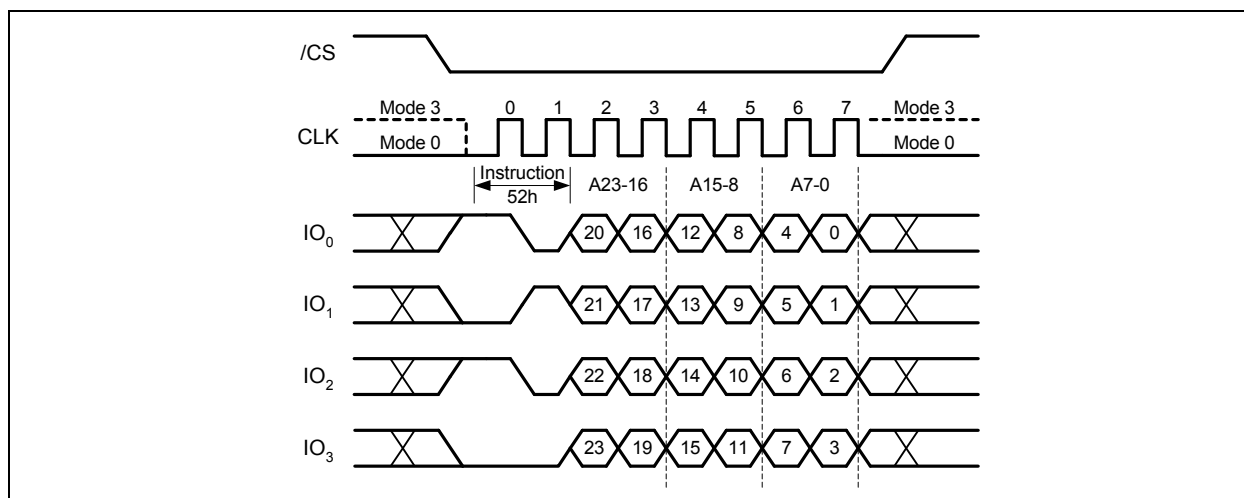 /CS
Mode 3 0 1 2 3 4 5 6 7 Mode 3
CLK
Mode 0 Mode 0
Instruction A23-16 A15-8 A7-0
52h
IO0 20 16 12 8 4 0
IO1 21 17 13 9 5 1
IO2 22 18 14 10 6 2
IO3 23 19 15 11 7 3